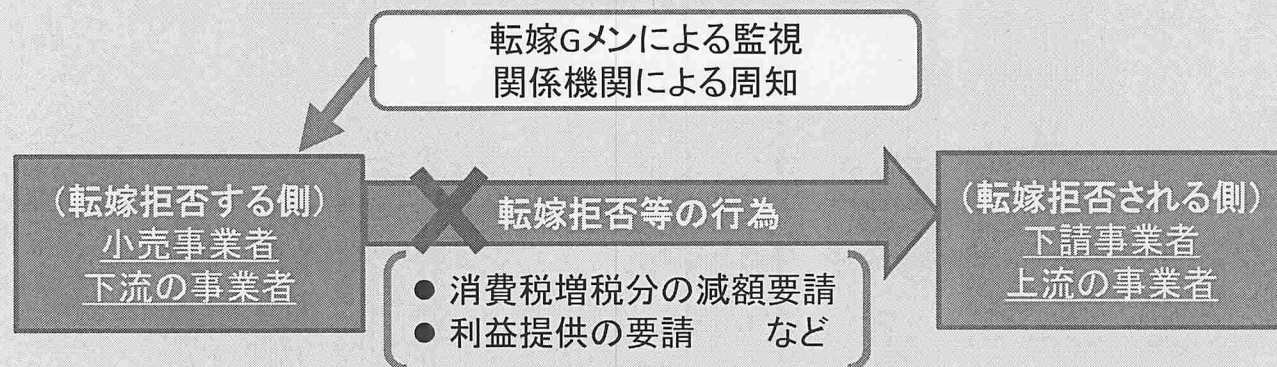 転嫁Gメンによる監視
関係機関による周知
(転嫁拒否する側)
小売事業者
下流の事業者
転嫁拒否等の行為
(転嫁拒否される側)
下請事業者
上流の事業者
● 消費税増税分の減額要請
● 利益提供の要請　　など